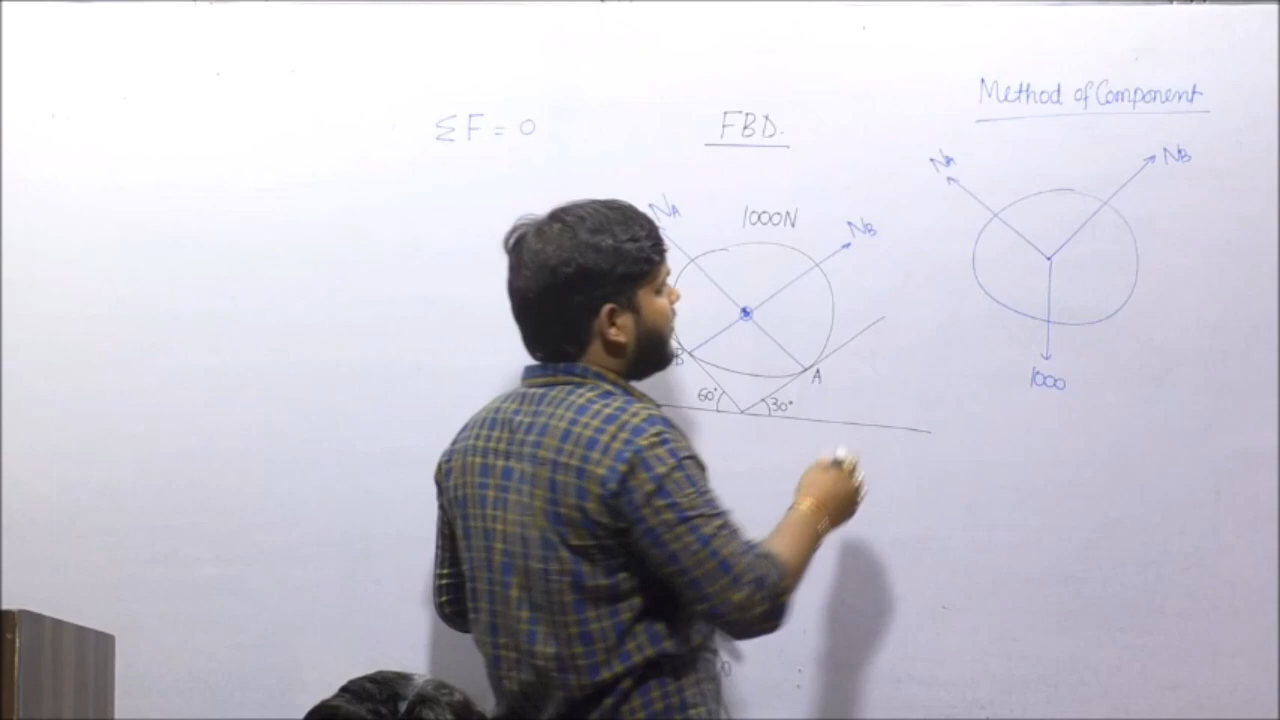 Method of Component
ΣF = 0
FBD.
NA
NB
NA
1000N
NB
B
A
60°
30°
1000